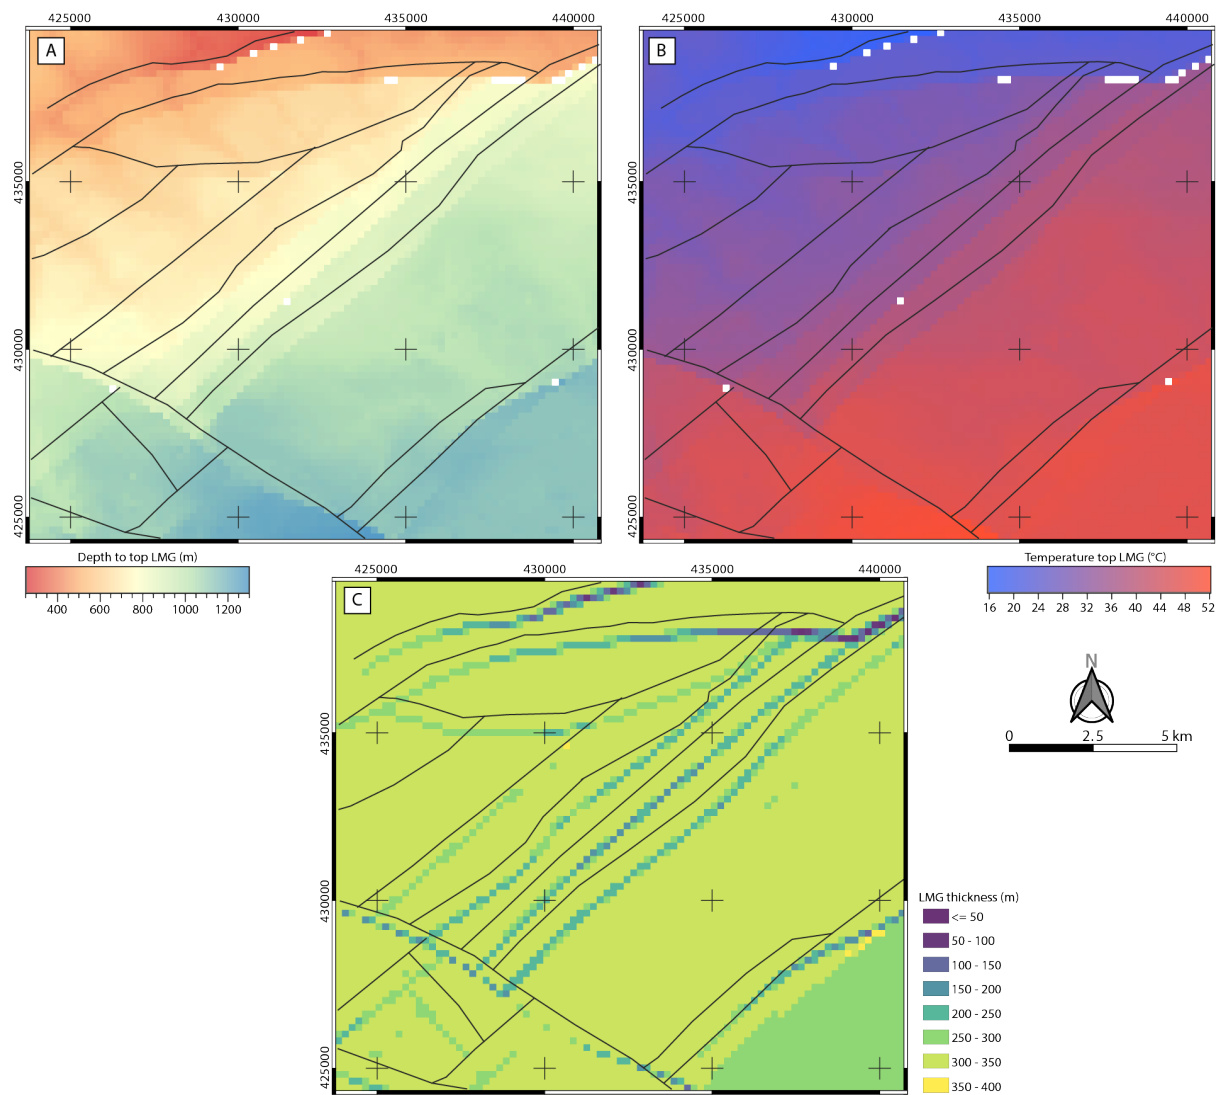 425000 430000 435000 440000
A
435000
430000
425000
425000 430000 435000 440000
B
435000
430000
425000
Depth to top LMG (m)
400 600 800 1000 1200
Temperature top LMG (°C)
16 20 24 28 32 36 40 44 48 52
425000 430000 435000 440000
C
435000
430000
425000
N
0 2.5 5 km
LMG thickness (m)
<= 50
50 - 100
100 - 150
150 - 200
200 - 250
250 - 300
300 - 350
350 - 400